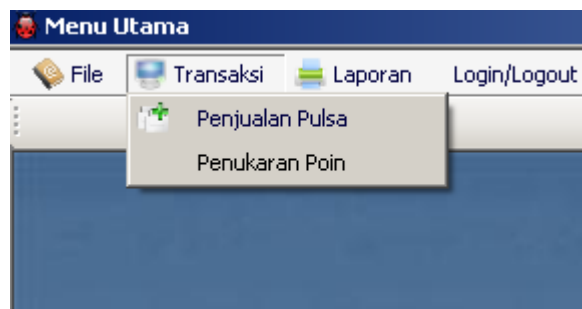 Menu Utama
File Transaksi Laporan Login/Logout
Penjualan Pulsa
Penukaran Poin